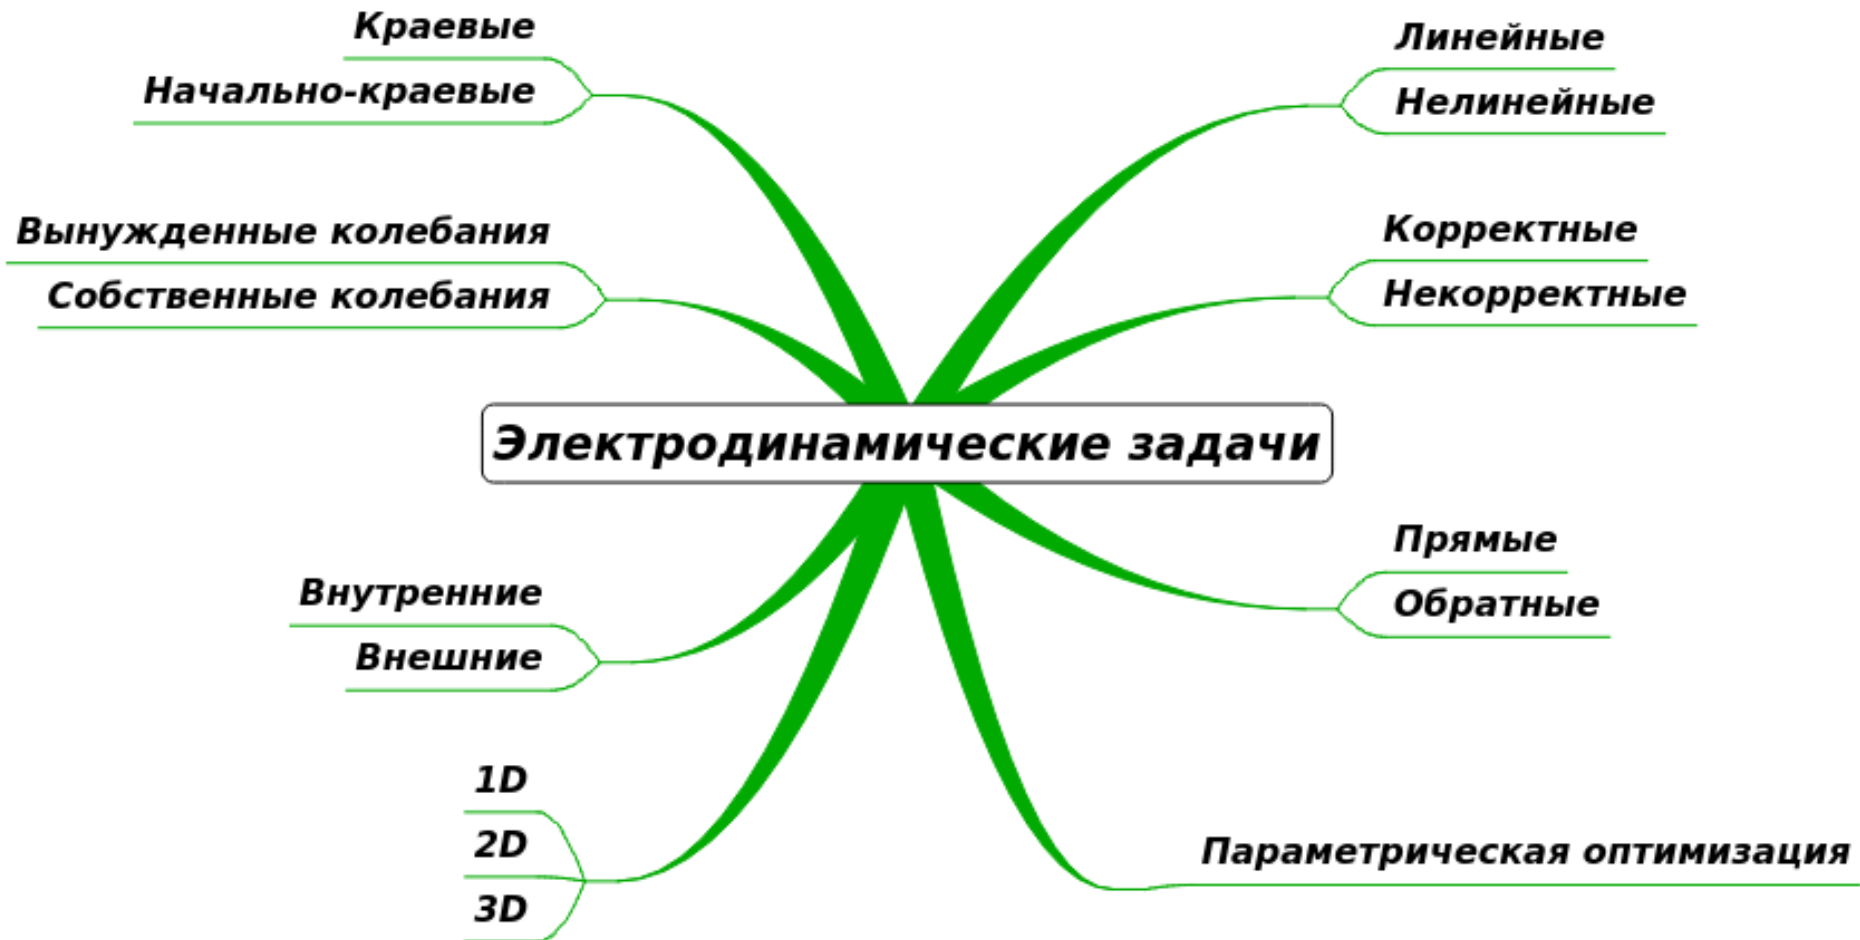 Краевые
Начально-краевые
Вынужденные колебания
Собственные колебания
Линейные
Нелинейные
Корректные
Некорректные
Электродинамические задачи
Внутренние
Внешние
1D
2D
3D
Прямые
Обратные
Параметрическая оптимизация